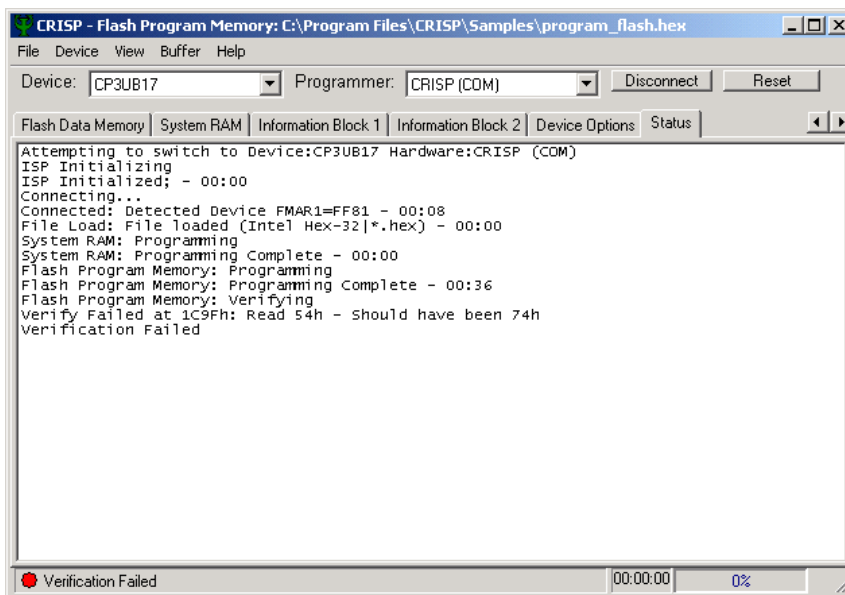 CRISP - Flash Program Memory: C:\Program Files\CRISP\Samples\program_flash.hex
File Device View Buffer Help
Device: CP3UB17 Programmer: CRISP (COM) Disconnect Reset
Flash Data Memory System RAM Information Block 1 Information Block 2 Device Options Status
Attempting to switch to Device:CP3UB17 Hardware:CRISP (COM)
ISP Initializing
ISP Initialized; - 00:00
Connecting...
Connected: Detected Device FMAR1=FF81 - 00:08
File Load: File loaded (Intel Hex-32|*.hex) - 00:00
System RAM: Programming
System RAM: Programming Complete - 00:00
Flash Program Memory: Programming
Flash Program Memory: Programming Complete - 00:36
Flash Program Memory: Verifying
Verify Failed at 1C9Fh: Read 54h - Should have been 74h
Verification Failed
Verification Failed 00:00:00 0%